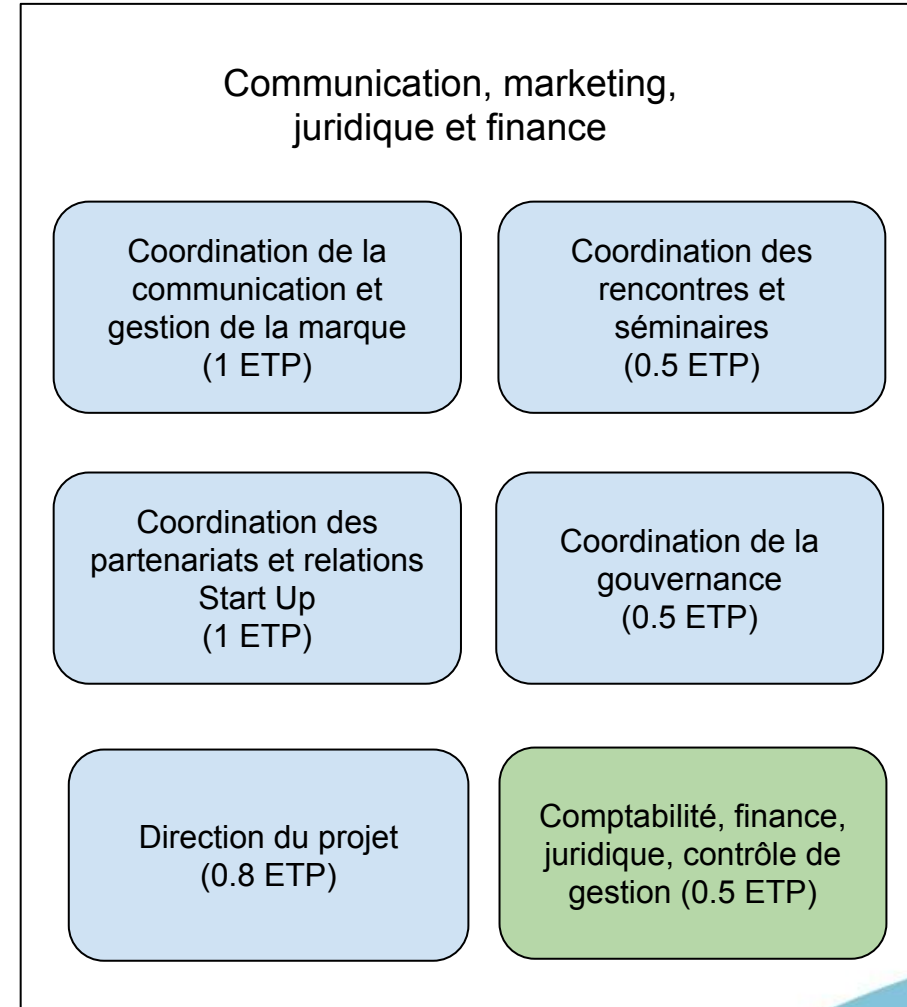 Communication, marketing,
juridique et finance
Coordination de la
communication et
gestion de la marque
(1 ETP)
Coordination des
rencontres et
séminaires
(0.5 ETP)
Coordination des
partenariats et relations
Start Up
(1 ETP)
Coordination de la
gouvernance
(0.5 ETP)
Direction du projet
(0.8 ETP)
Comptabilité, finance,
juridique, contrôle de
gestion (0.5 ETP)